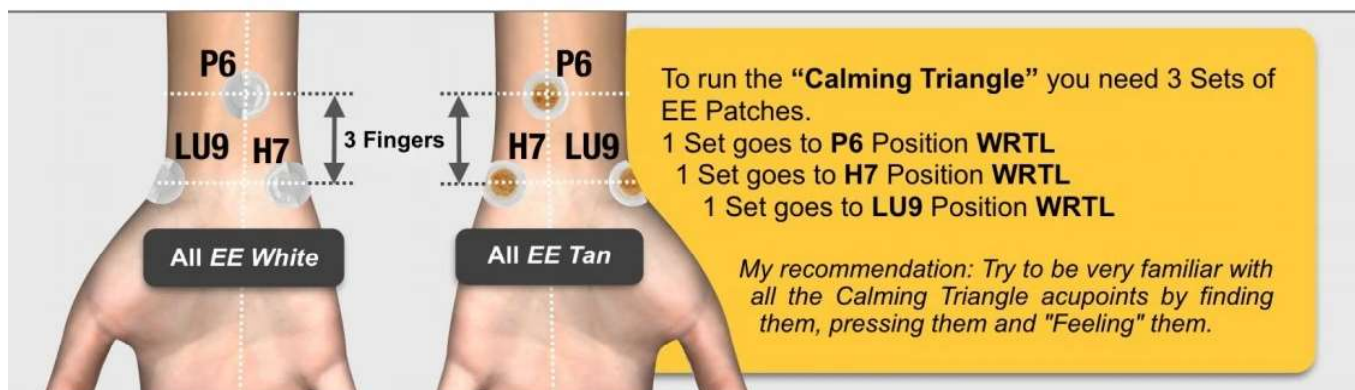 P6
LU9
H7
3 Fingers
P6
H7
LU9
All EE White
All EE Tan
To run the “Calming Triangle” you need 3 Sets of
EE Patches.
1 Set goes to P6 Position WRTL
1 Set goes to H7 Position WRTL
1 Set goes to LU9 Position WRTL
My recommendation: Try to be very familiar with
all the Calming Triangle acupoints by finding
them, pressing them and "Feeling" them.